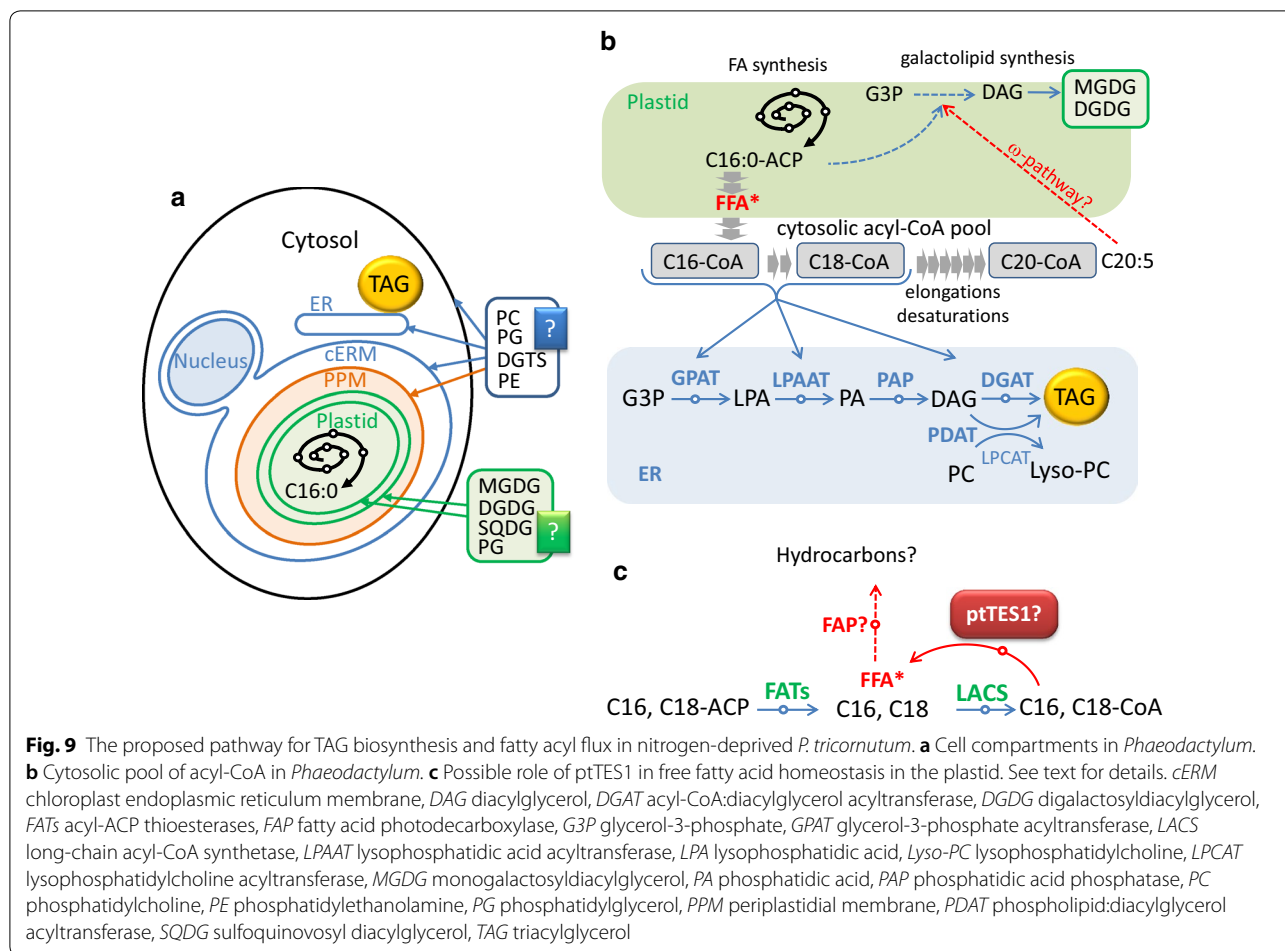 a
Cytosol
TAG
ER
Nucleus
cERM
PPM
Plastid
C16:0
PC
PG
DGTS
PE
?
MGDG
DGDG
SQDG
PG
?
b
FA synthesis
galactolipid synthesis
Plastid
G3P
DAG
MGDG
DGDG
C16:0-ACP
FFA*
ω-pathway?
cytosolic acyl-CoA pool
C16-CoA
C18-CoA
C20-CoA
C20:5
elongations
desaturations
GPAT
LPAAT
PAP
DGAT
G3P
LPA
PA
DAG
TAG
PDAT
LPCAT
PC
Lyso-PC
ER
c
Hydrocarbons?
FAP?
ptTES1?
FFA*
FATs
LACS
C16, C18-ACP
C16, C18
C16, C18-CoA
Fig. 9 The proposed pathway for TAG biosynthesis and fatty acyl flux in nitrogen-deprived P. tricornutum. a Cell compartments in Phaeodactylum.
b Cytosolic pool of acyl-CoA in Phaeodactylum. c Possible role of ptTES1 in free fatty acid homeostasis in the plastid. See text for details. cERM
chloroplast endoplasmic reticulum membrane, DAG diacylglycerol, DGAT acyl-CoA:diacylglycerol acyltransferase, DGDG digalactosyldiacylglycerol,
FATs acyl-ACP thioesterases, FAP fatty acid photodecarboxylase, G3P glycerol-3-phosphate, GPAT glycerol-3-phosphate acyltransferase, LACS
long-chain acyl-CoA synthetase, LPAAT lysophosphatidic acid acyltransferase, LPA lysophosphatidic acid, Lyso-PC lysophosphatidylcholine, LPCAT
lysophosphatidylcholine acyltransferase, MGDG monogalactosyldiacylglycerol, PA phosphatidic acid, PAP phosphatidic acid phosphatase, PC
phosphatidylcholine, PE phosphatidylethanolamine, PG phosphatidylglycerol, PPM periplastidial membrane, PDAT phospholipid:diacylglycerol
acyltransferase, SQDG sulfoquinovosyl diacylglycerol, TAG triacylglycerol